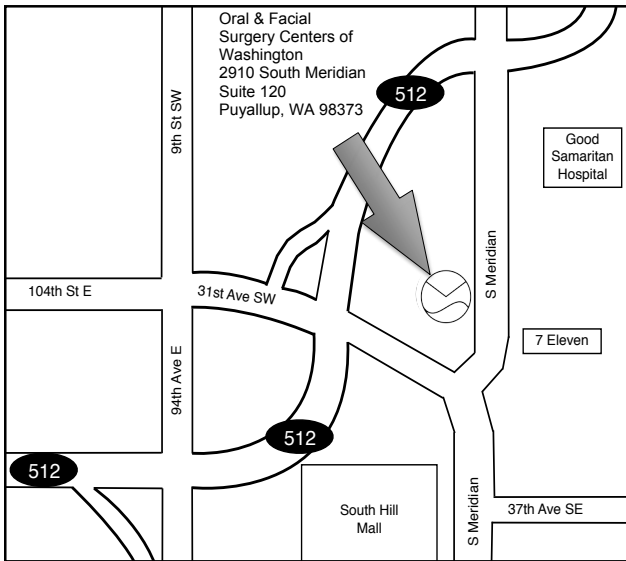 Oral & Facial
Surgery Centers of
Washington
2910 South Meridian
Suite 120
Puyallup, WA 98373
512
9th St SW
Good
Samaritan
Hospital
S Meridian
104th St E
31st Ave SW
7 Eleven
94th Ave E
512
512
South Hill
Mall
S Meridian
37th Ave SE